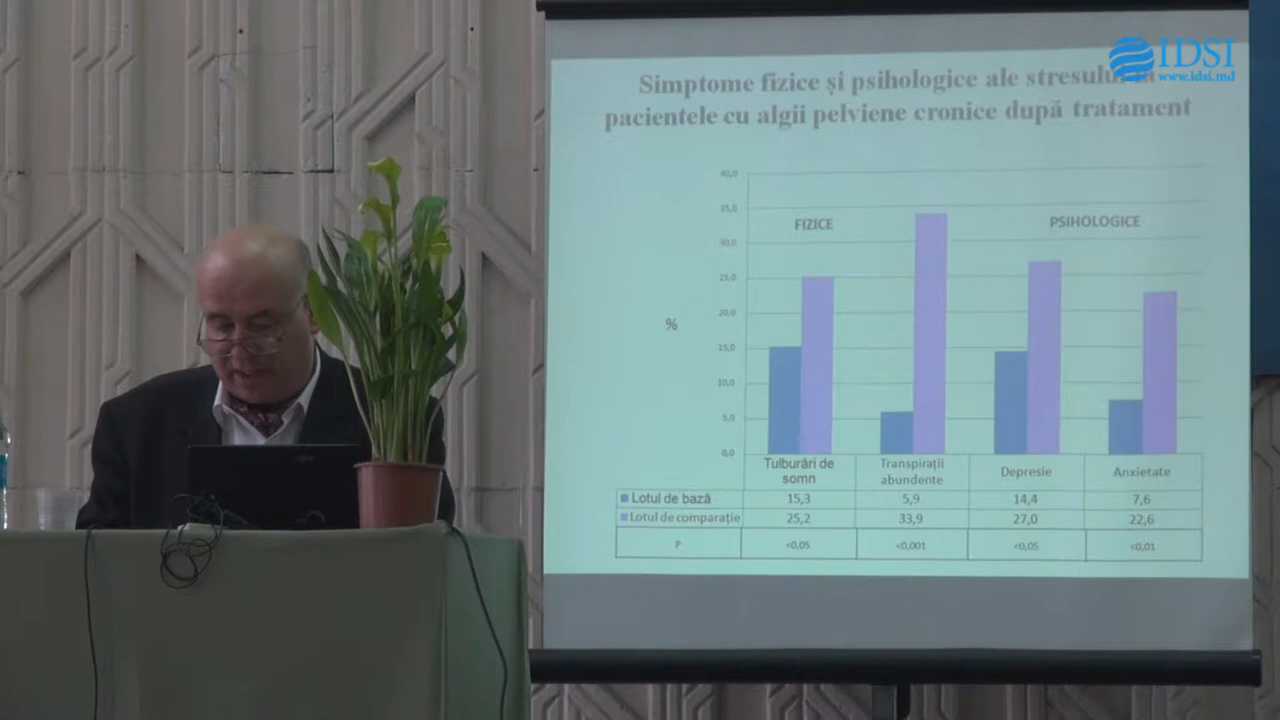 IDSI
www.idsi.md
Simptome fizice și psihologice ale stresului
pacientele cu algii pelviene cronice după tratament
40,0
35,0
FIZICE
PSIHOLOGICE
30,0
25,0
%
20,0
15,0
10,0
5,0
0,0
Tulburări de somn
Transpirații abundente
Depresie
Anxietate
Lotul de bază 15,3 5,9 14,4 7,6
Lotul de comparație 25,2 33,9 27,0 22,6
P <0,05 <0,001 <0,05 <0,01